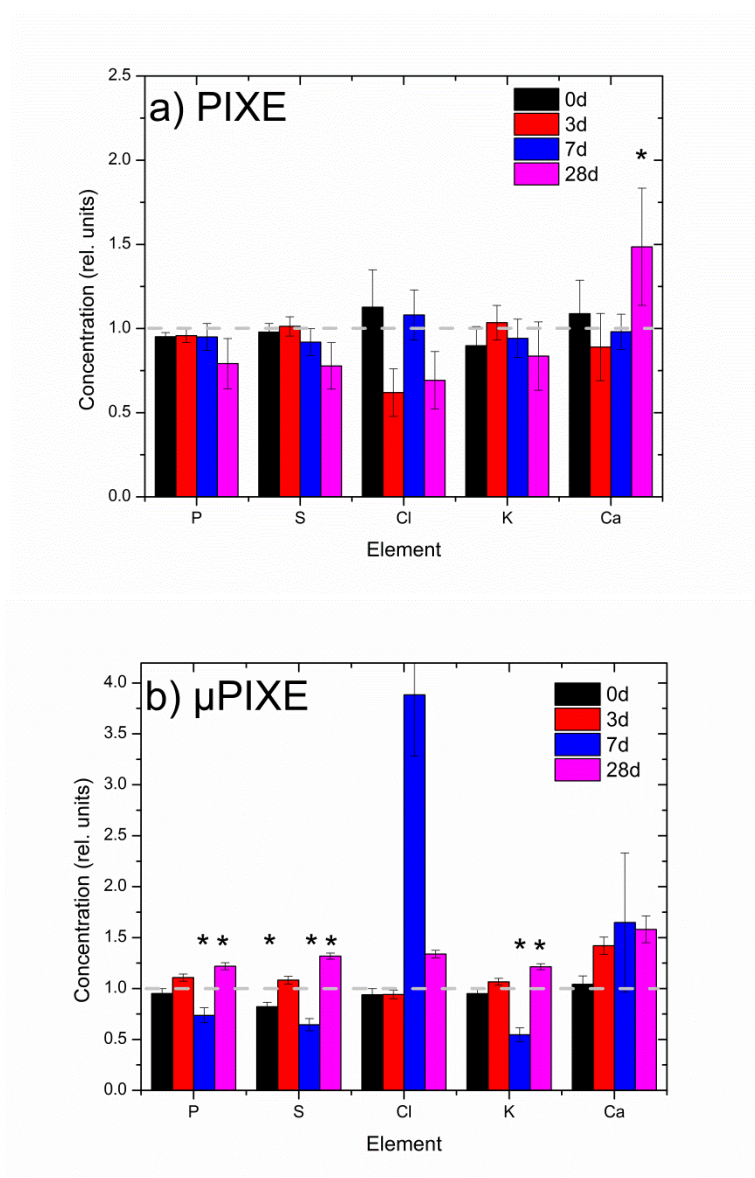 a) PIXE
0d
3d
7d
28d
*
2.5
2.0
1.5
1.0
0.5
0.0
Concentration (rel. units)
P S Cl K Ca
Element
b) µPIXE
0d
3d
7d
28d
4.0
3.5
3.0
2.5
2.0
1.5
1.0
0.5
0.0
* * * * * * *
Concentration (rel. units)
P S Cl K Ca
Element